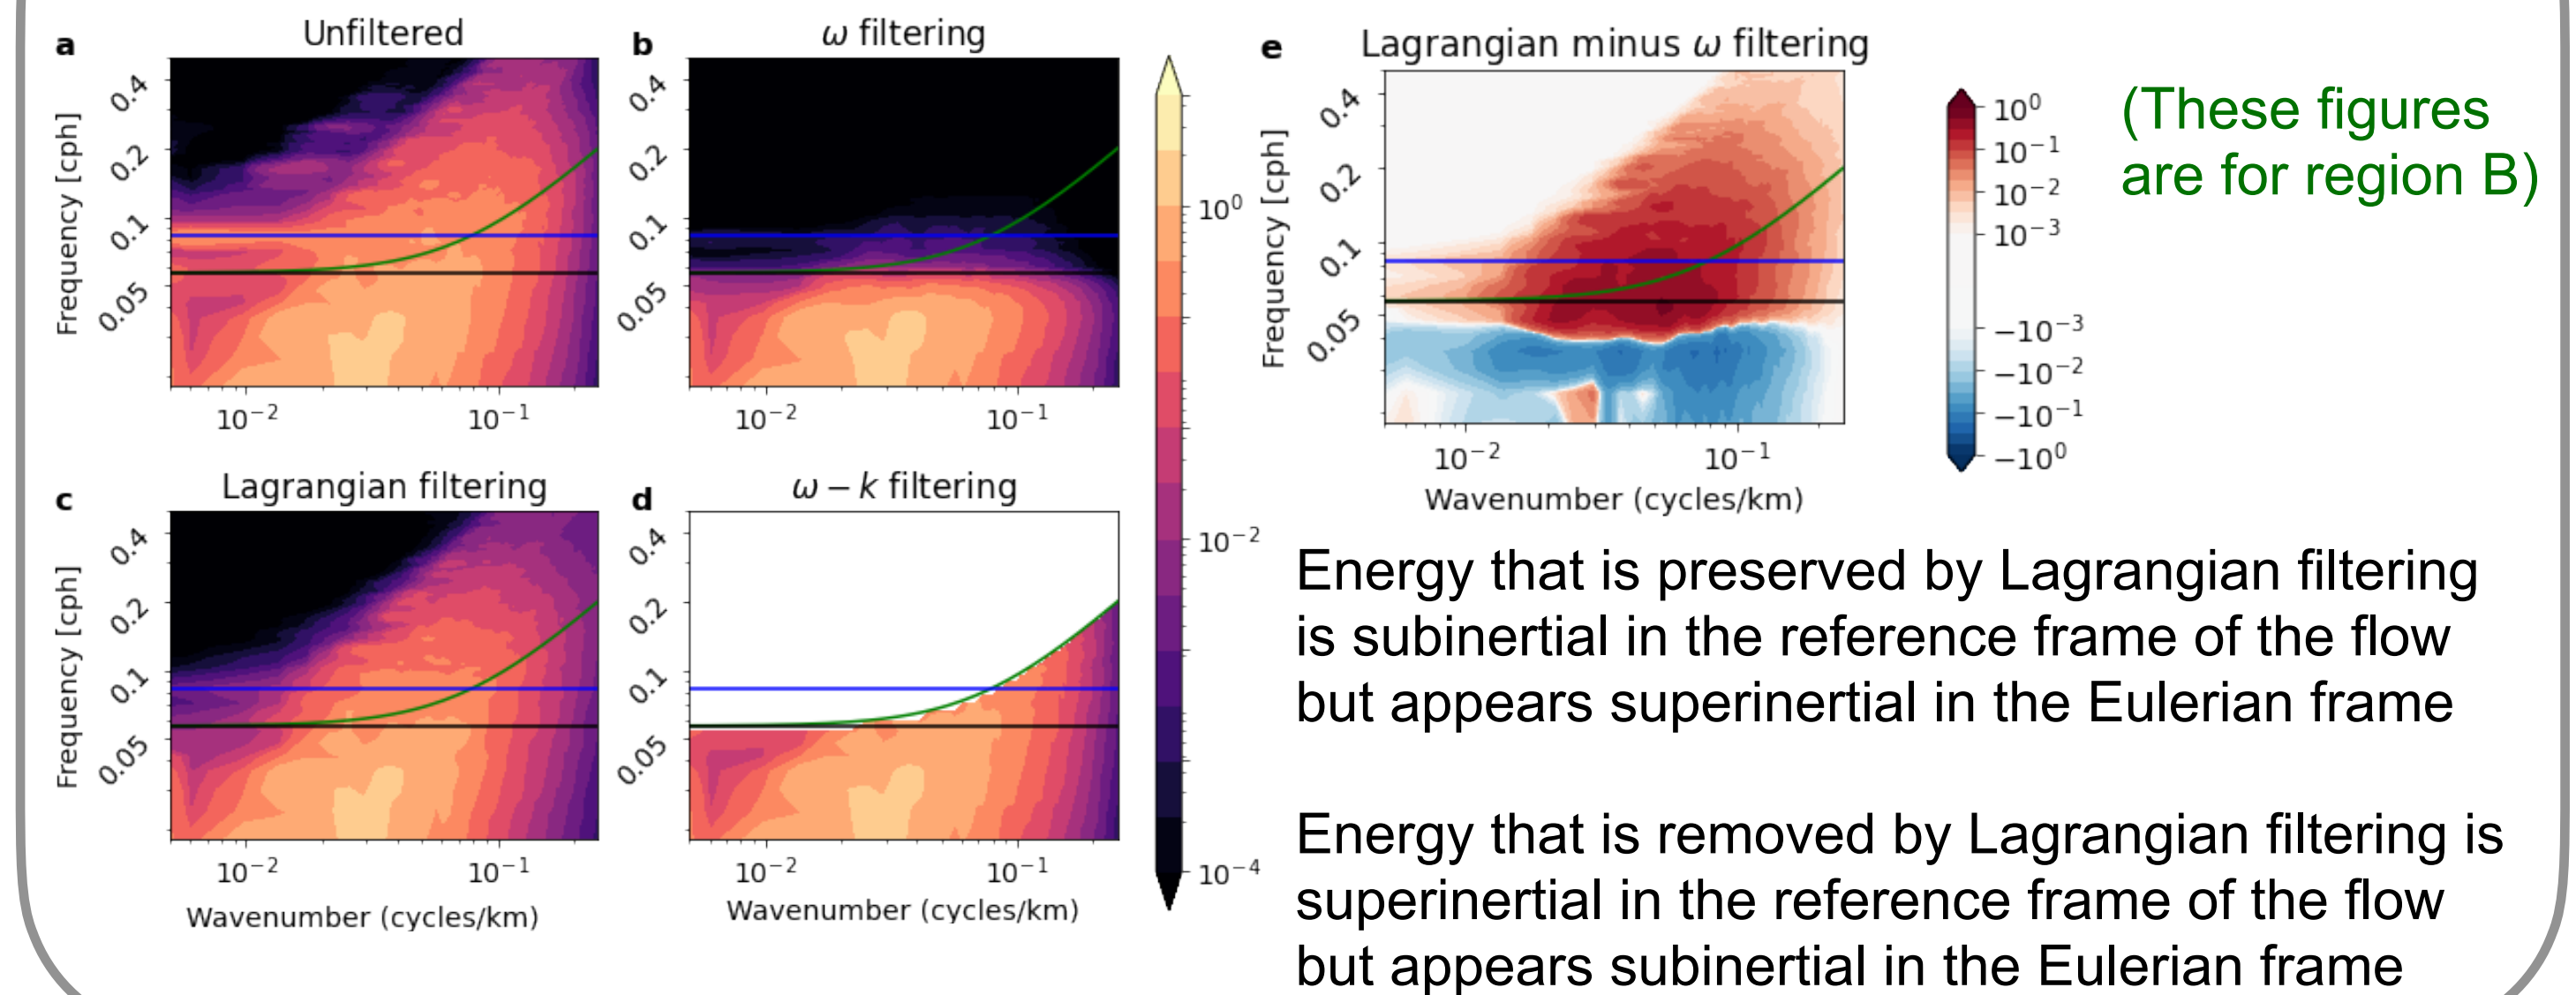 a
Unfiltered
Frequency [cph]
0.4
0.2
0.1
0.05
10⁻²
10⁻¹
b
ω filtering
0.4
0.2
0.1
0.05
10⁻²
10⁻¹
c
Lagrangian filtering
Frequency [cph]
0.4
0.2
0.1
0.05
10⁻²
10⁻¹
Wavenumber (cycles/km)
d
ω − k filtering
0.4
0.2
0.1
0.05
10⁻²
10⁻¹
Wavenumber (cycles/km)
10⁰
10⁻²
10⁻⁴
e
Lagrangian minus ω filtering
Frequency [cph]
0.4
0.2
0.1
0.05
10⁻²
10⁻¹
Wavenumber (cycles/km)
10⁰
10⁻¹
10⁻²
10⁻³
−10⁻³
−10⁻²
−10⁻¹
−10⁰
(These figures
are for region B)
Energy that is preserved by Lagrangian filtering
is subinertial in the reference frame of the flow
but appears superinertial in the Eulerian frame
Energy that is removed by Lagrangian filtering is
superinertial in the reference frame of the flow
but appears subinertial in the Eulerian frame